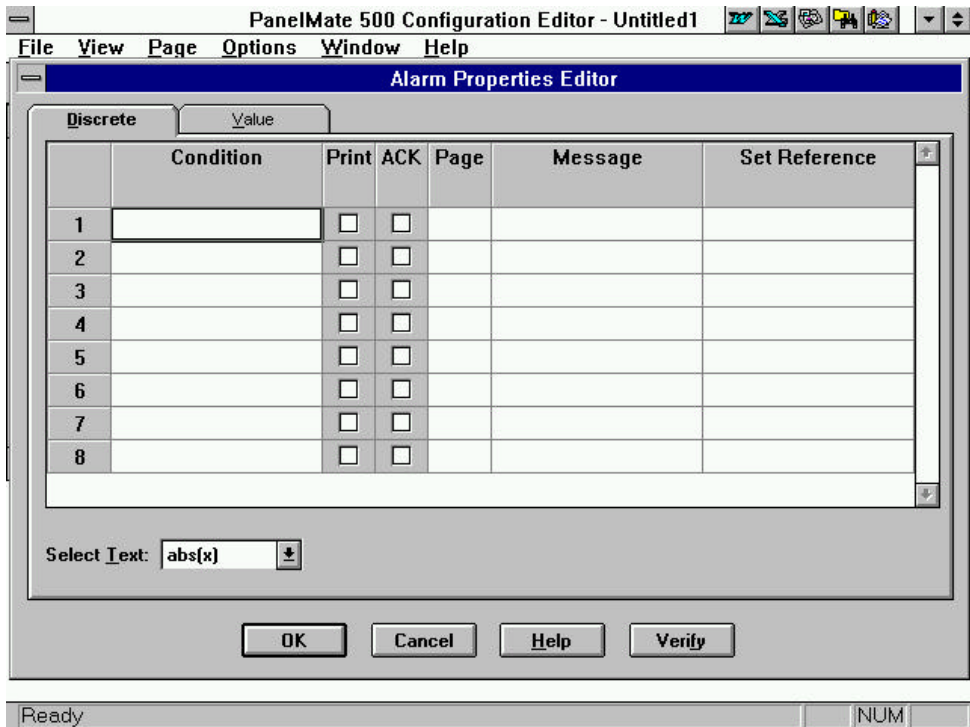 PanelMate 500 Configuration Editor - Untitled1
File View Page Options Window Help
Alarm Properties Editor
Discrete Value
Condition Print ACK Page Message Set Reference
1
2
3
4
5
6
7
8
Select Text: abs(x)
OK Cancel Help Verify
Ready NUM